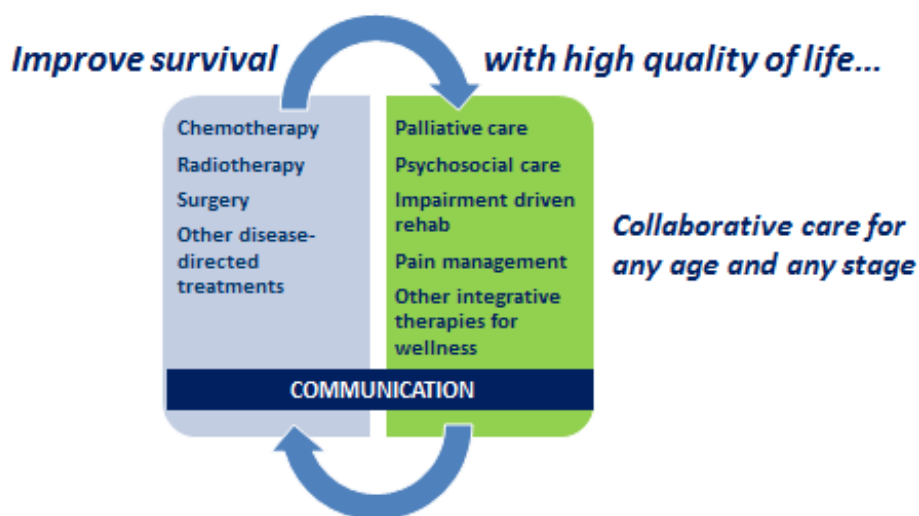 Improve survival with high quality of life...
Chemotherapy
Radiotherapy
Surgery
Other disease-
directed
treatments
Palliative care
Psychosocial care
Impairment driven
rehab
Pain management
Other integrative
therapies for
wellness
COMMUNICATION
Collaborative care for
any age and any stage